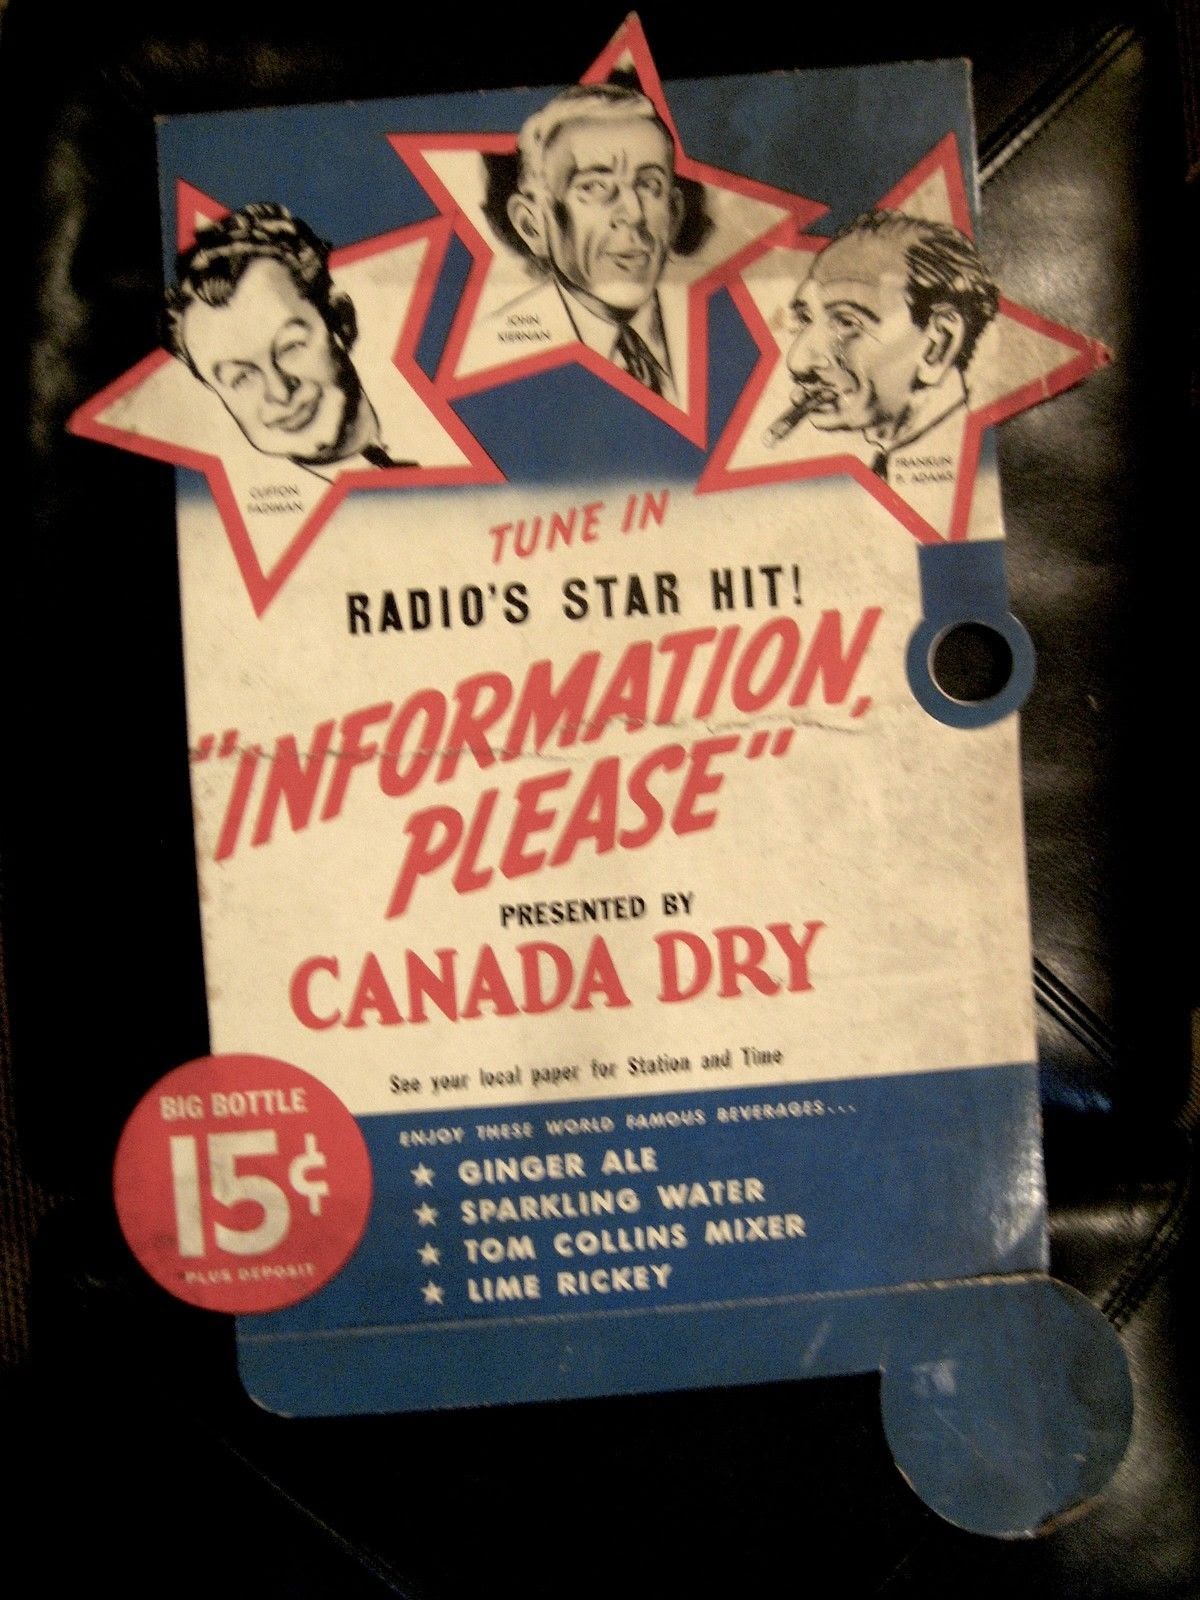 JOHN
KIERNAN
CLIFTON
FADIMAN
FRANKLIN
P. ADAMS
TUNE IN
RADIO'S STAR HIT!
"INFORMATION,
PLEASE"
PRESENTED BY
CANADA DRY
See your local paper for Station and Time
BIG BOTTLE
15¢
PLUS DEPOSIT
ENJOY THESE WORLD FAMOUS BEVERAGES...
★ GINGER ALE
★ SPARKLING WATER
★ TOM COLLINS MIXER
★ LIME RICKEY